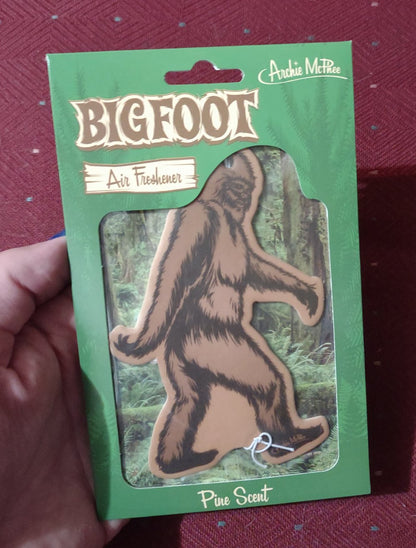 Archie McPhee
BIGFOOT
Air Freshener
Pine Scent